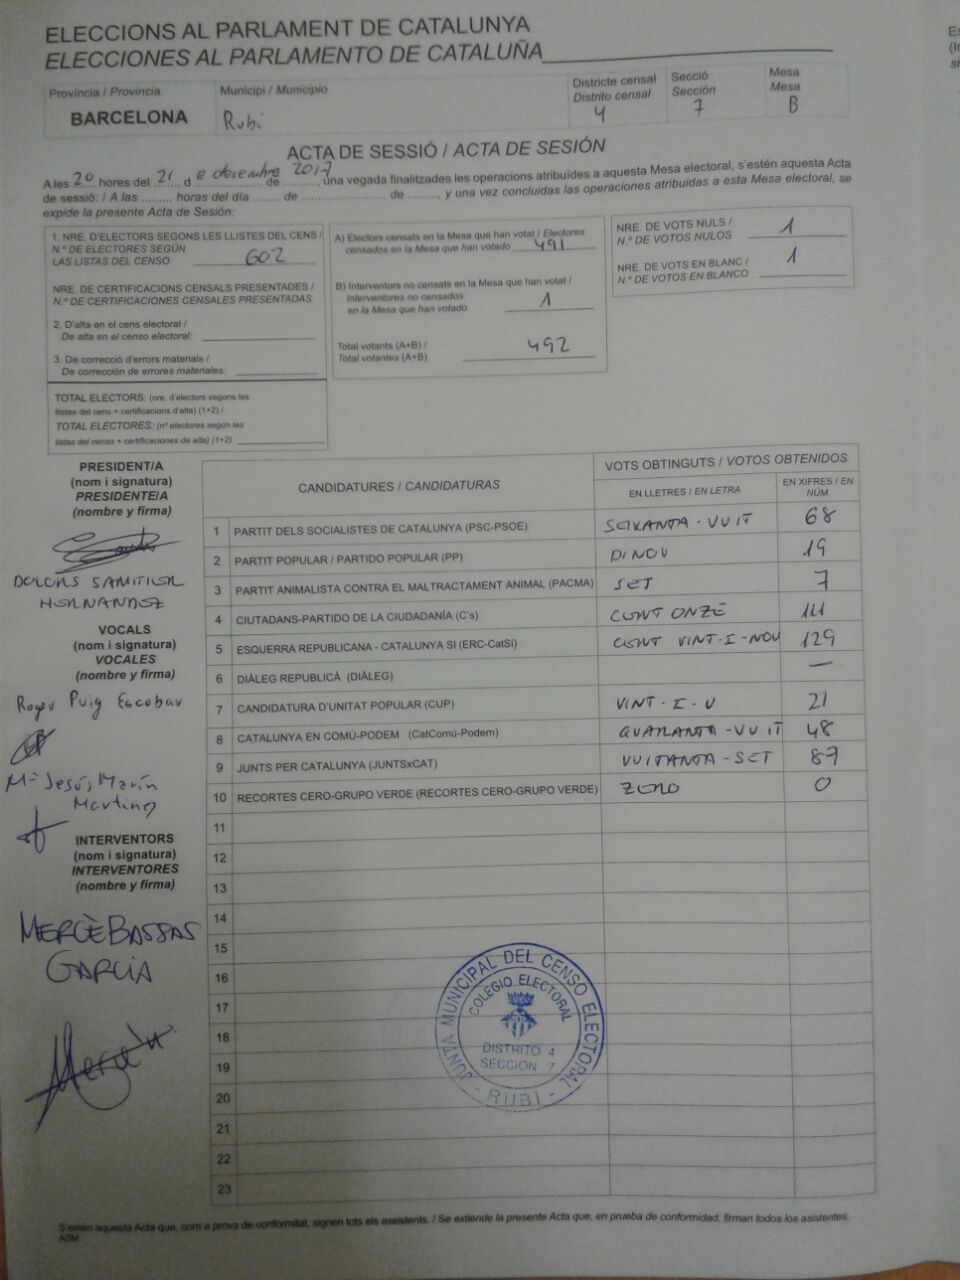 ELECCIONS AL PARLAMENT DE CATALUNYA
ELECCIONES AL PARLAMENTO DE CATALUÑA
Provincia / Provincia
BARCELONA
Municipi / Municipio
Rubí
Districte censal
Distrito censal
4
Secció
Sección
7
Mesa
Mesa
B
ACTA DE SESSIÓ / ACTA DE SESIÓN
A les 20 hores del 21 d e desembre de 2017, una vegada finalitzades les operacions atribuïdes a aquesta Mesa electoral, s'estén aquesta Acta
de sessió: / A las ......... horas del día ....... de ........................... de ........, y una vez concluidas las operaciones atribuidas a esta Mesa electoral, se
expide la presente Acta de Sesión:
1. NRE. D'ELECTORS SEGONS LES LLISTES DEL CENS /
N.º DE ELECTORES SEGÚN
LAS LISTAS DEL CENSO 602
NRE. DE CERTIFICACIONS CENSALS PRESENTADES /
N.º DE CERTIFICACIONES CENSALES PRESENTADAS
2. D'alta en el cens electoral /
De alta en el censo electoral:
3. De correcció d'errors materials /
De corrección de errores materiales:
TOTAL ELECTORS: (nre. d'electors segons les
llistes del cens + certificacions d'alta) (1+2) /
TOTAL ELECTORES: (nº electores según las
listas del censo + certificaciones de alta) (1+2)
A) Electors censats en la Mesa que han votat / Electores
censados en la Mesa que han votado 491
B) Interventors no censats en la Mesa que han votat /
Interventores no censados
en la Mesa que han votado 1
Total votants (A+B) /
Total votantes (A+B) 492
NRE. DE VOTS NULS /
N.º DE VOTOS NULOS 1
NRE. DE VOTS EN BLANC /
N.º DE VOTOS EN BLANCO 1
PRESIDENT/A
(nom i signatura)
PRESIDENTE/A
(nombre y firma)
DOLORS SAMITIER
HERNANDEZ
VOCALS
(nom i signatura)
VOCALES
(nombre y firma)
Roger Puig Escobar
Mª Jesús Marín
Martinez
INTERVENTORS
(nom i signatura)
INTERVENTORES
(nombre y firma)
MERCÈ BASSAS
GARCIA
Mercè
CANDIDATURES / CANDIDATURAS
VOTS OBTINGUTS / VOTOS OBTENIDOS
EN LLETRES / EN LETRA
EN XIFRES / EN
NÚM.
1 PARTIT DELS SOCIALISTES DE CATALUNYA (PSC-PSOE) SEIXANTA-VUIT 68
2 PARTIT POPULAR / PARTIDO POPULAR (PP) DINOU 19
3 PARTIT ANIMALISTA CONTRA EL MALTRACTAMENT ANIMAL (PACMA) SET 7
4 CIUTADANS-PARTIDO DE LA CIUDADANÍA (C's) CENT ONZE 111
5 ESQUERRA REPUBLICANA - CATALUNYA SI (ERC-CatSí) CENT VINT-I-NOU 129
6 DIÀLEG REPUBLICÀ (DIÀLEG) —
7 CANDIDATURA D'UNITAT POPULAR (CUP) VINT-I-U 21
8 CATALUNYA EN COMÚ-PODEM (CatComú-Podem) QUARANTA-VUIT 48
9 JUNTS PER CATALUNYA (JUNTSxCAT) VUITANTA-SET 87
10 RECORTES CERO-GRUPO VERDE (RECORTES CERO-GRUPO VERDE) ZERO 0
11
12
13
14
15
16
17
18
19
20
21
22
23
JUNTA MUNICIPAL DEL CENSO ELECTORAL
COLEGIO ELECTORAL
DISTRITO 4
SECCION 7
- RUBI -
S'estén aquesta Acta que, com a prova de conformitat, signen tots els assistents. / Se extiende la presente Acta que, en prueba de conformidad, firman todos los asistentes.